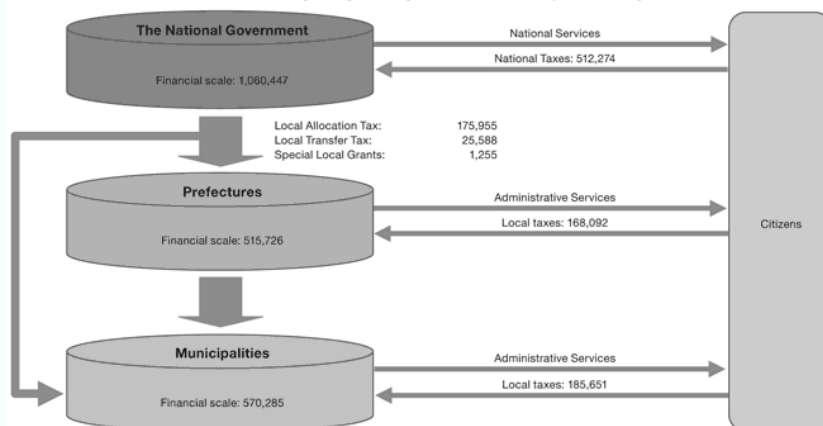 The National Government
Financial scale: 1,060,447
National Services
National Taxes: 512,274
Local Allocation Tax: 175,955
Local Transfer Tax: 25,588
Special Local Grants: 1,255
Prefectures
Financial scale: 515,726
Administrative Services
Local taxes: 168,092
Citizens
Municipalities
Financial scale: 570,285
Administrative Services
Local taxes: 185,651